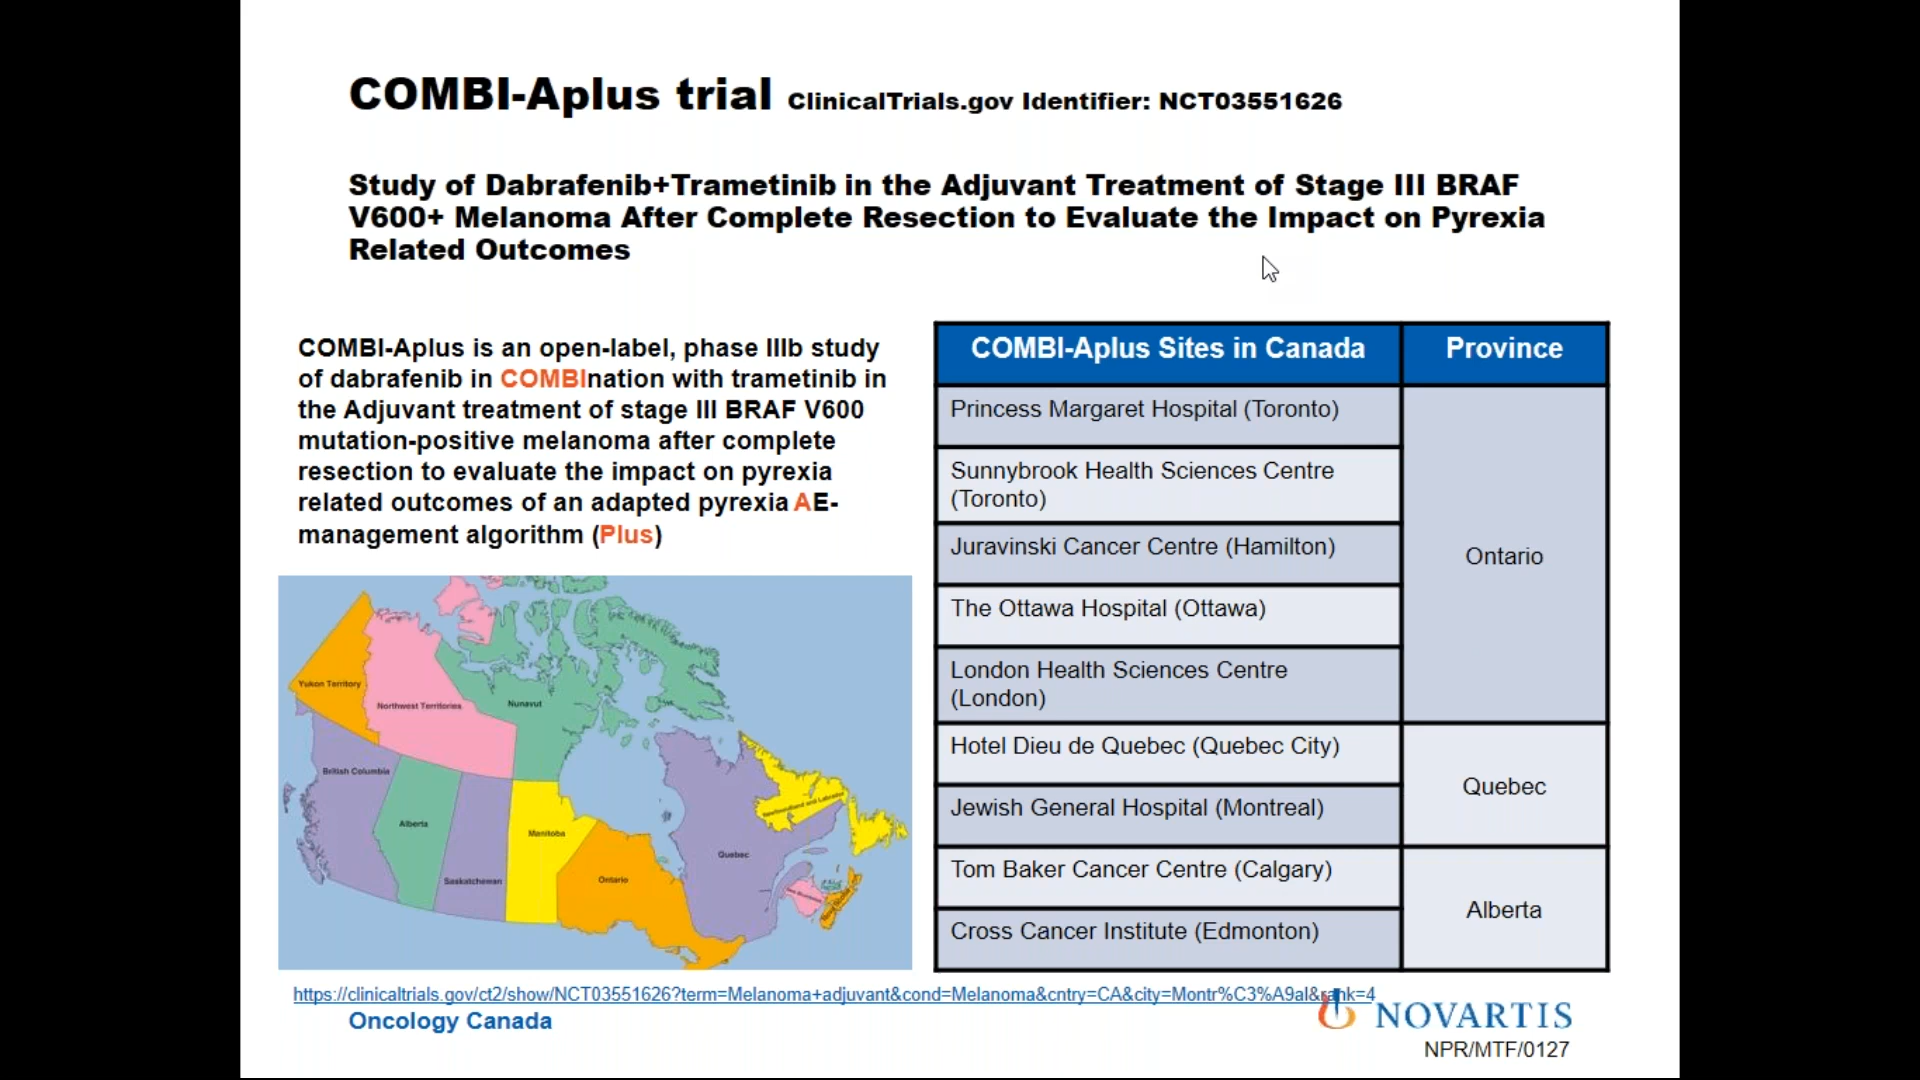 COMBI-Aplus trial ClinicalTrials.gov Identifier: NCT03551626
Study of Dabrafenib+Trametinib in the Adjuvant Treatment of Stage III BRAF
V600+ Melanoma After Complete Resection to Evaluate the Impact on Pyrexia
Related Outcomes
COMBI-Aplus is an open-label, phase IIIb study
of dabrafenib in COMBInation with trametinib in
the Adjuvant treatment of stage III BRAF V600
mutation-positive melanoma after complete
resection to evaluate the impact on pyrexia
related outcomes of an adapted pyrexia AE-
management algorithm (Plus)
COMBI-Aplus Sites in Canada
Province
Princess Margaret Hospital (Toronto)
Sunnybrook Health Sciences Centre
(Toronto)
Juravinski Cancer Centre (Hamilton)
The Ottawa Hospital (Ottawa)
London Health Sciences Centre
(London)
Ontario
Hotel Dieu de Quebec (Quebec City)
Jewish General Hospital (Montreal)
Quebec
Tom Baker Cancer Centre (Calgary)
Cross Cancer Institute (Edmonton)
Alberta
Yukon Territory
Northwest Territories
Nunavut
British Columbia
Alberta
Saskatchewan
Manitoba
Ontario
Quebec
Newfoundland and Labrador
https://clinicaltrials.gov/ct2/show/NCT03551626?term=Melanoma+adjuvant&cond=Melanoma&cntry=CA&city=Montr%C3%A9al&rank=4
Oncology Canada
NOVARTIS
NPR/MTF/0127